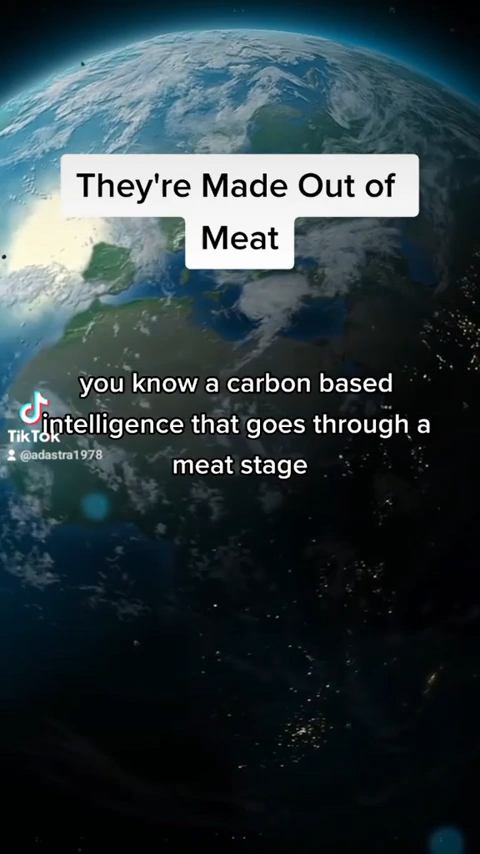 They're Made Out of
Meat
you know a carbon based
intelligence that goes through a
meat stage
TikTok
@adastra1978